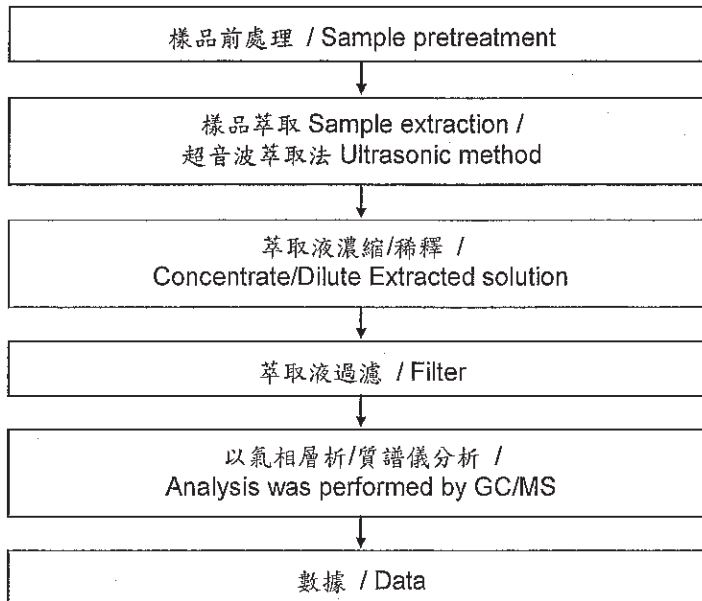 樣品前處理 / Sample pretreatment
樣品萃取 Sample extraction /
超音波萃取法 Ultrasonic method
萃取液濃縮/稀釋 /
Concentrate/Dilute Extracted solution
萃取液過濾 / Filter
以氣相層析/質譜儀分析 /
Analysis was performed by GC/MS
數據 / Data